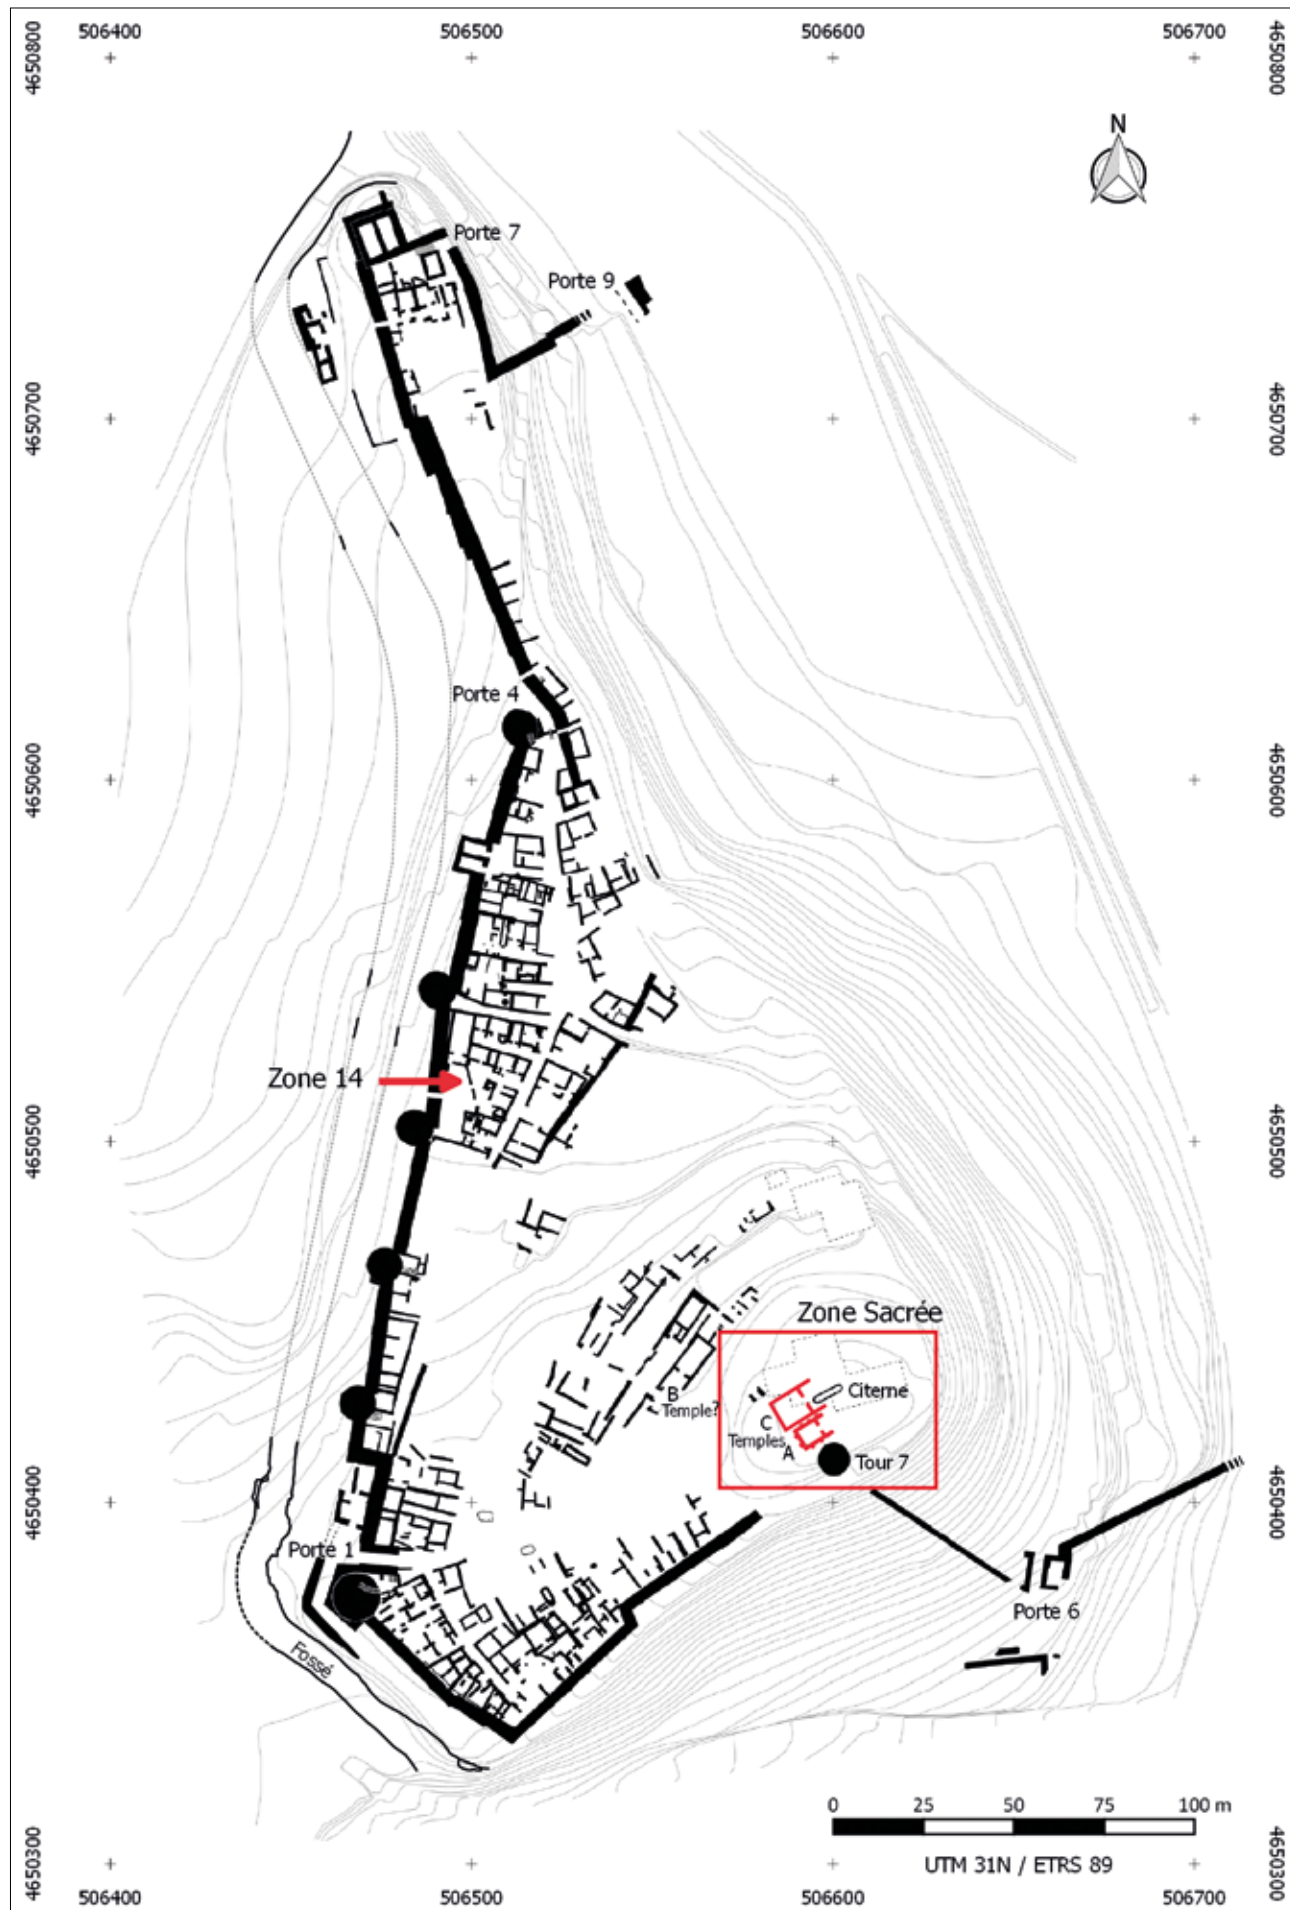 506400 506500 506600 506700
4650800 4650800
N
Porte 7
Porte 9
4650700 4650700
Porte 4
4650600 4650600
Zone 14
4650500 4650500
Zone Sacrée
B
Temple?
Citerne
C
Temples
A
Tour 7
4650400 4650400
Porte 1
Porte 6
Fossé
0 25 50 75 100 m
UTM 31N / ETRS 89
4650300 4650300
506400 506500 506600 506700